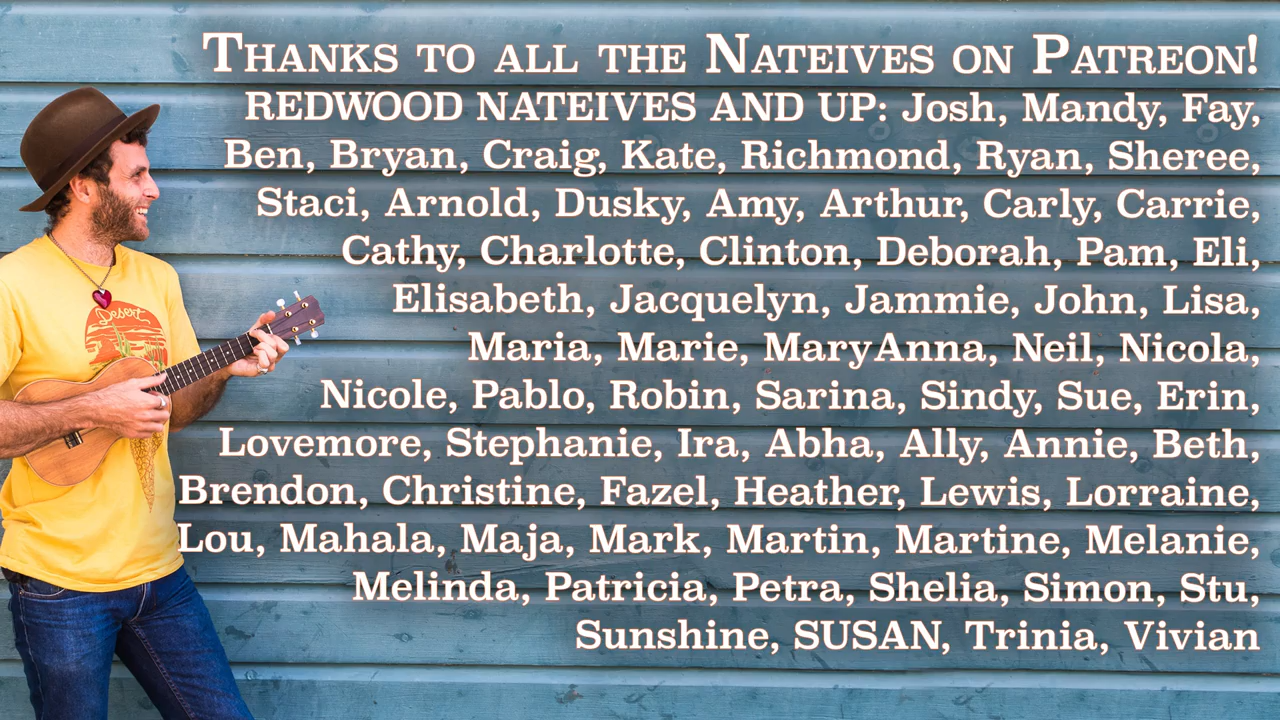 THANKS TO ALL THE NATEIVES ON PATREON!
REDWOOD NATEIVES AND UP: Josh, Mandy, Fay,
Ben, Bryan, Craig, Kate, Richmond, Ryan, Sheree,
Staci, Arnold, Dusky, Amy, Arthur, Carly, Carrie,
Cathy, Charlotte, Clinton, Deborah, Pam, Eli,
Elisabeth, Jacquelyn, Jammie, John, Lisa,
Maria, Marie, MaryAnna, Neil, Nicola,
Nicole, Pablo, Robin, Sarina, Sindy, Sue, Erin,
Lovemore, Stephanie, Ira, Abha, Ally, Annie, Beth,
Brendon, Christine, Fazel, Heather, Lewis, Lorraine,
Lou, Mahala, Maja, Mark, Martin, Martine, Melanie,
Melinda, Patricia, Petra, Shelia, Simon, Stu,
Sunshine, SUSAN, Trinia, Vivian
Desert